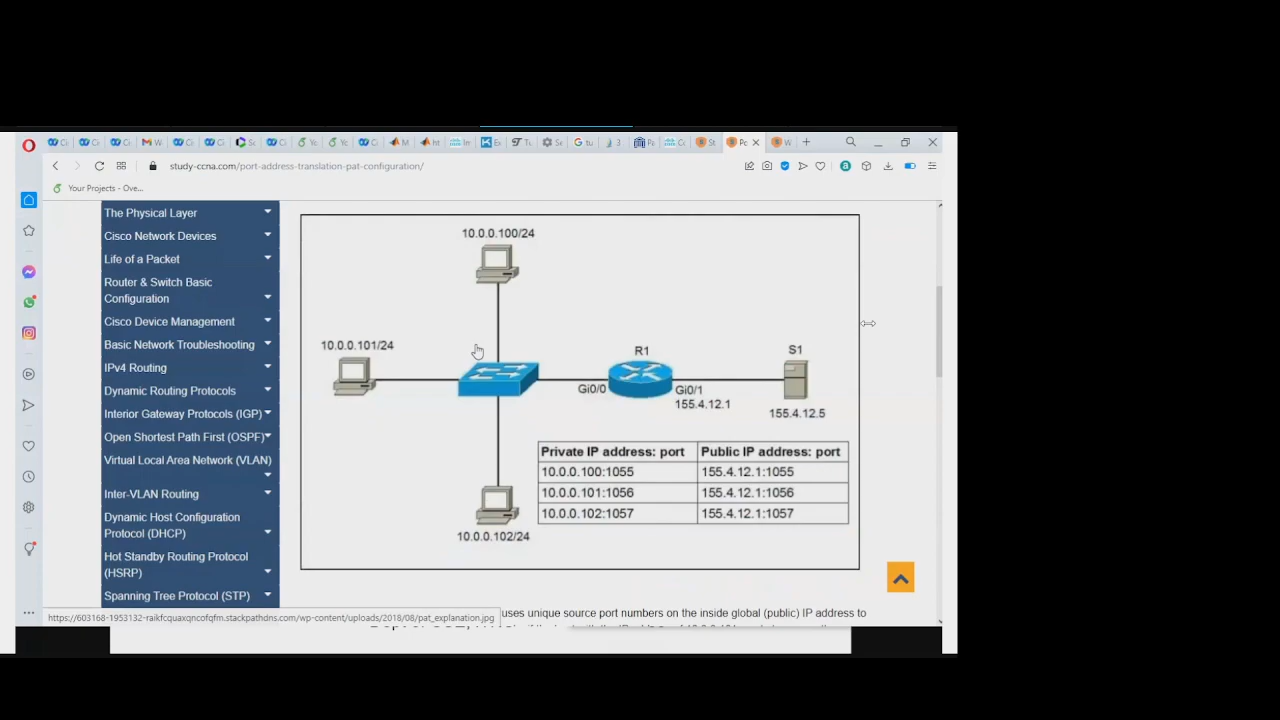 study-ccna.com/port-address-translation-pat-configuration/
Your Projects - Ove...
The Physical Layer
Cisco Network Devices
Life of a Packet
Router & Switch Basic
Configuration
Cisco Device Management
Basic Network Troubleshooting
IPv4 Routing
Dynamic Routing Protocols
Interior Gateway Protocols (IGP)
Open Shortest Path First (OSPF)
Virtual Local Area Network (VLAN)
Inter-VLAN Routing
Dynamic Host Configuration
Protocol (DHCP)
Hot Standby Routing Protocol
(HSRP)
Spanning Tree Protocol (STP)
10.0.0.100/24
10.0.0.101/24
R1
S1
Gi0/0
Gi0/1
155.4.12.1
155.4.12.5
10.0.0.102/24
Private IP address: port Public IP address: port
10.0.0.100:1055 155.4.12.1:1055
10.0.0.101:1056 155.4.12.1:1056
10.0.0.102:1057 155.4.12.1:1057
uses unique source port numbers on the inside global (public) IP address to
https://603168-1953132-raikfcquaxqncofqfm.stackpathdns.com/wp-content/uploads/2018/08/pat_explanation.jpg